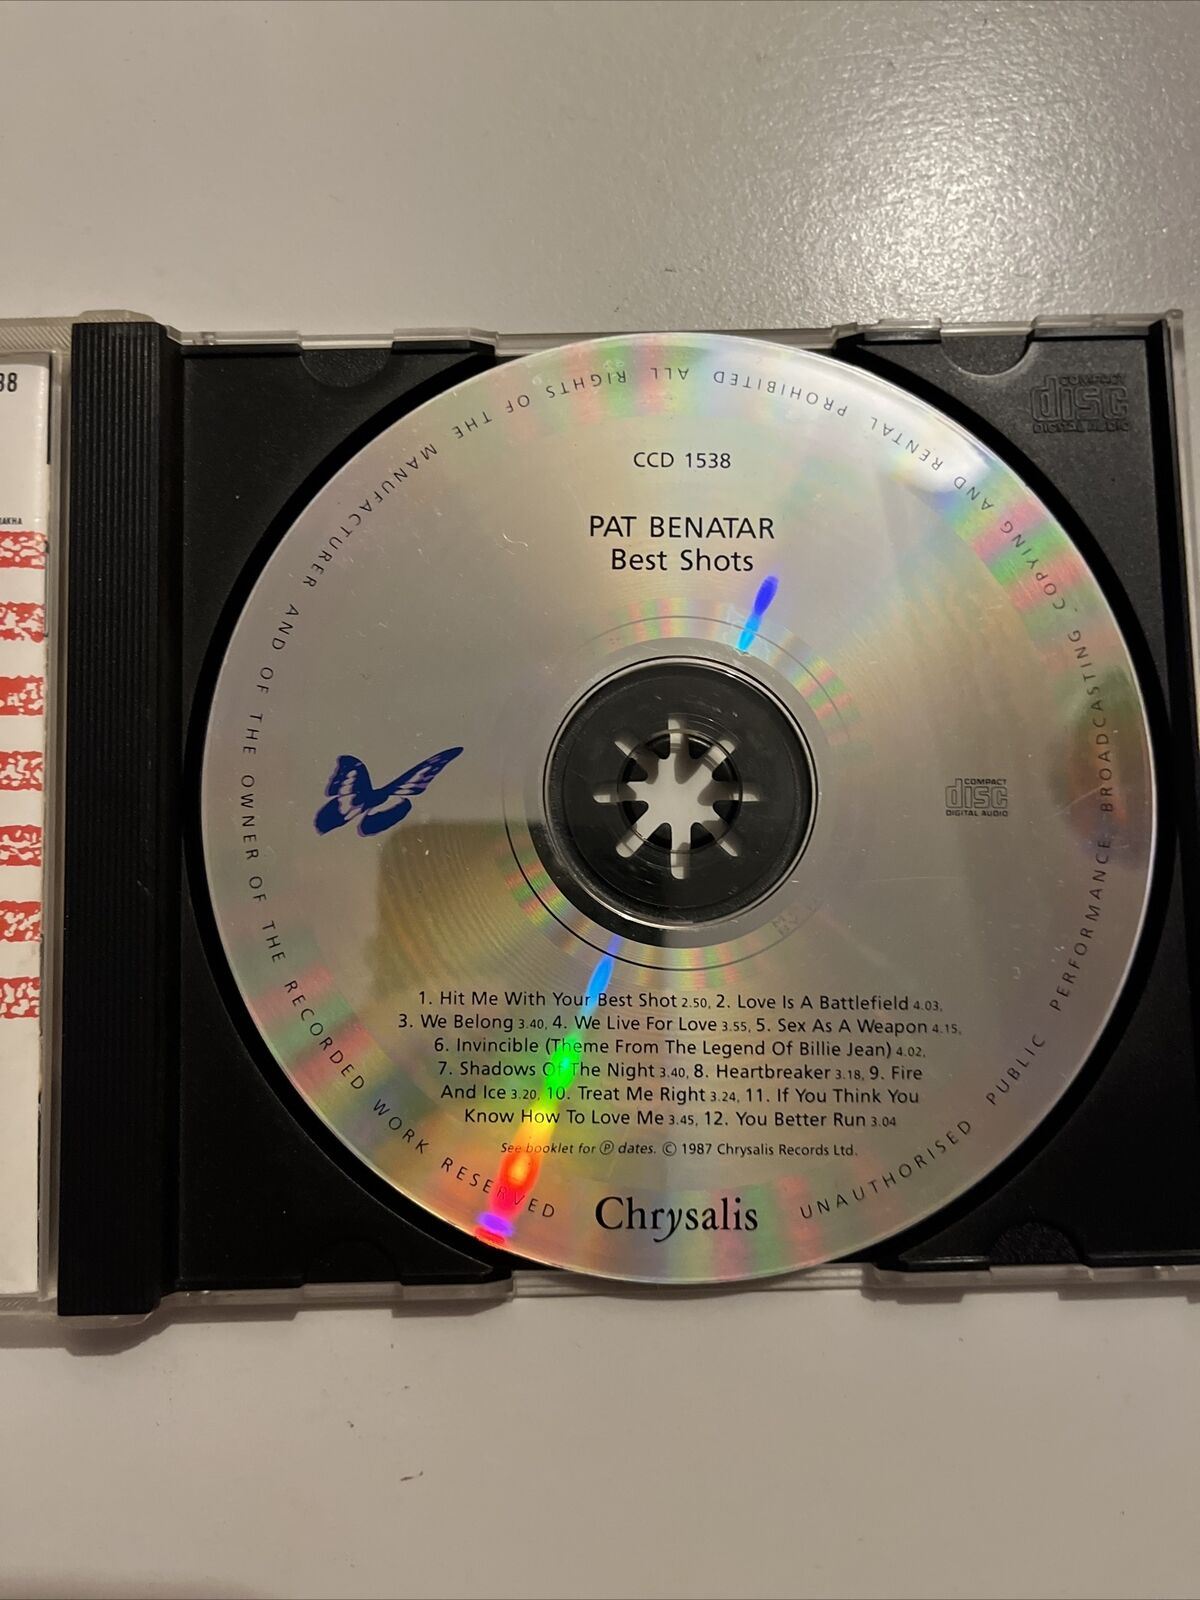 38
CCD 1538
PAT BENATAR
Best Shots
COMPACT
disc
DIGITAL AUDIO
COMPACT
disc
DIGITAL AUDIO
1. Hit Me With Your Best Shot 2.50, 2. Love Is A Battlefield 4.03,
3. We Belong 3.40, 4. We Live For Love 3.55, 5. Sex As A Weapon 4.15,
6. Invincible (Theme From The Legend Of Billie Jean) 4.02,
7. Shadows Of The Night 3.40, 8. Heartbreaker 3.18, 9. Fire
And Ice 3.20, 10. Treat Me Right 3.24, 11. If You Think You
Know How To Love Me 3.45, 12. You Better Run 3.04
See booklet for ℗ dates. © 1987 Chrysalis Records Ltd.
Chrysalis
ALL RIGHTS OF THE MANUFACTURER AND OF THE OWNER OF THE RECORDED WORK RESERVED UNAUTHORISED PUBLIC PERFORMANCE, BROADCASTING, COPYING AND RENTAL PROHIBITED